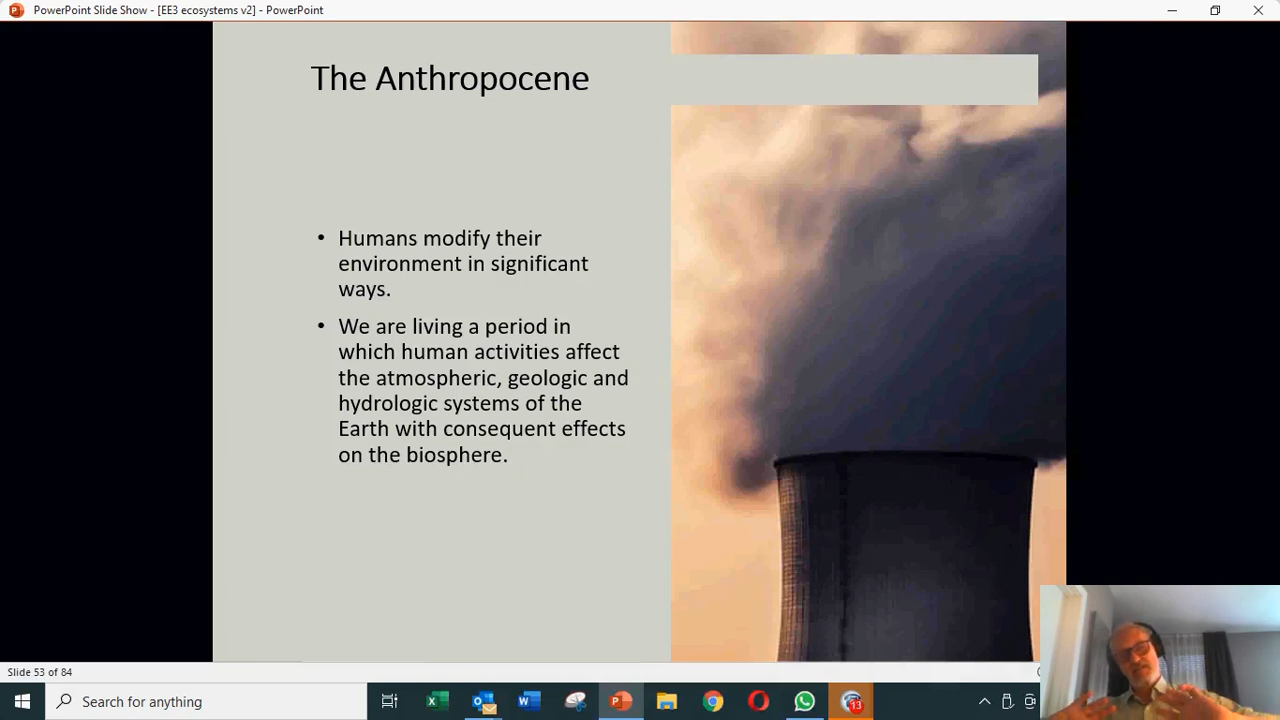 PowerPoint Slide Show - [EE3 ecosystems v2] - PowerPoint
The Anthropocene
• Humans modify their
environment in significant
ways.
• We are living a period in
which human activities affect
the atmospheric, geologic and
hydrologic systems of the
Earth with consequent effects
on the biosphere.
Slide 53 of 84
Search for anything
13